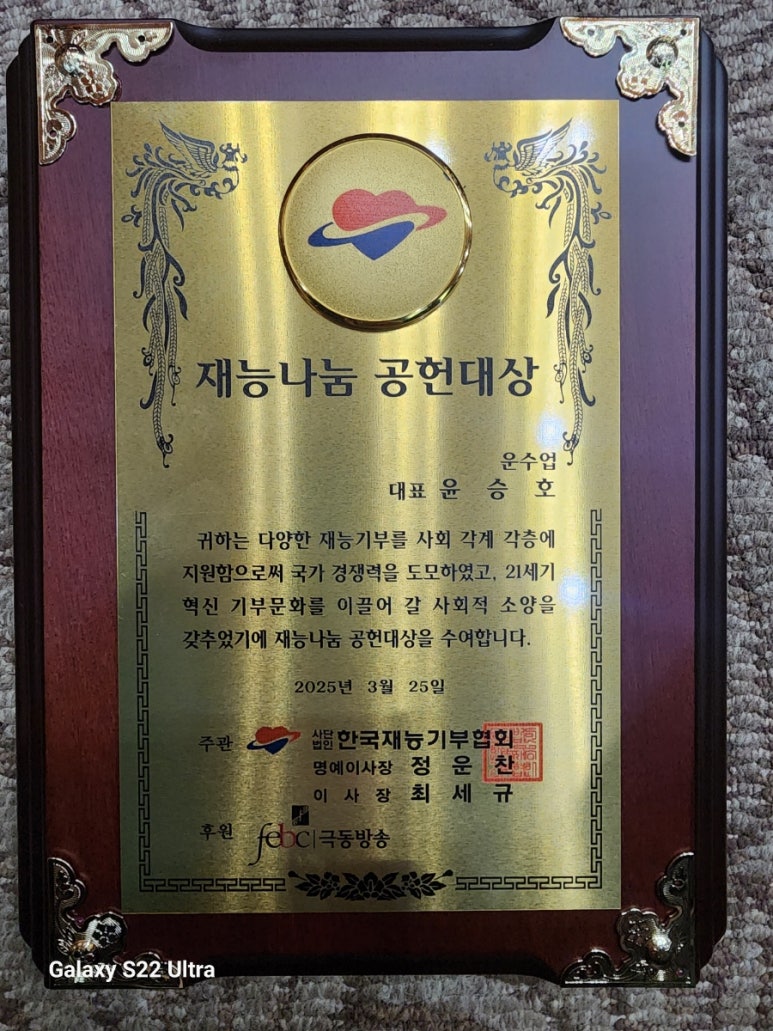 재능나눔 공헌대상
운수업
대표 윤 승 호
귀하는 다양한 재능기부를 사회 각계 각층에
지원함으로써 국가 경쟁력을 도모하였고, 21세기
혁신 기부문화를 이끌어 갈 사회적 소양을
갖추었기에 재능나눔 공헌대상을 수여합니다.
2025년 3월 25일
주관 사단법인 한국재능기부협회
명예이사장 정 운 찬
이 사 장 최 세 규
후원 febc 극동방송
Galaxy S22 Ultra